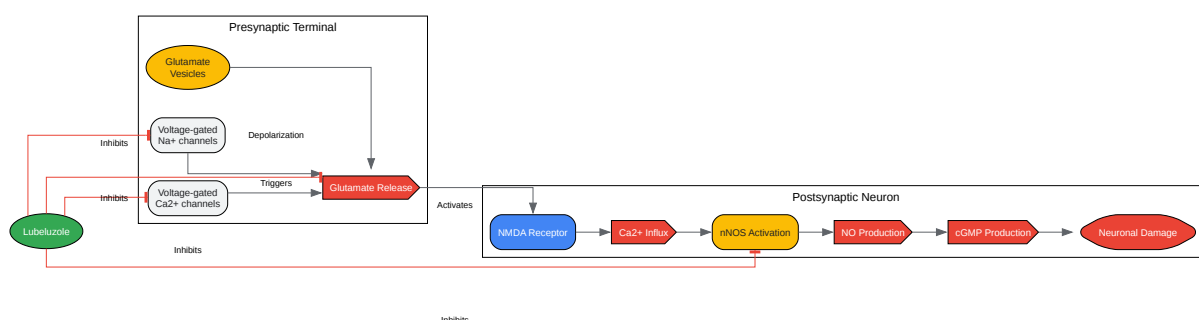 Presynaptic Terminal
Glutamate
Vesicles
Voltage-gated
Na+ channels
Depolarization
Inhibits
Triggers
Glutamate Release
Voltage-gated
Ca2+ channels
Inhibits
Activates
Lubeluzole
Inhibits
Postsynaptic Neuron
NMDA Receptor
Ca2+ Influx
nNOS Activation
NO Production
cGMP Production
Neuronal Damage
Inhibits